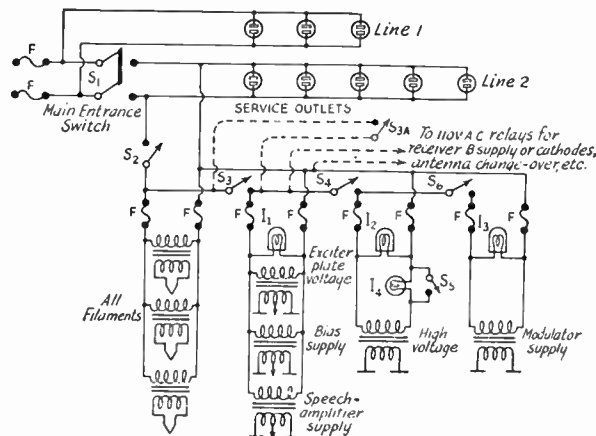 F
Line 1
F
S1
Line 2
Main Entrance
Switch
SERVICE OUTLETS
S3A
To 110V AC relays for
receiver B supply or cathodes,
antenna change-over, etc.
S2
S3
S4
S6
F
F
F
I1
F
F
I2
F
F
I3
F
Exciter
plate
voltage
I4
S5
All
Filaments
Bias
supply
High
voltage
Modulator
supply
Speech-
amplifier
supply